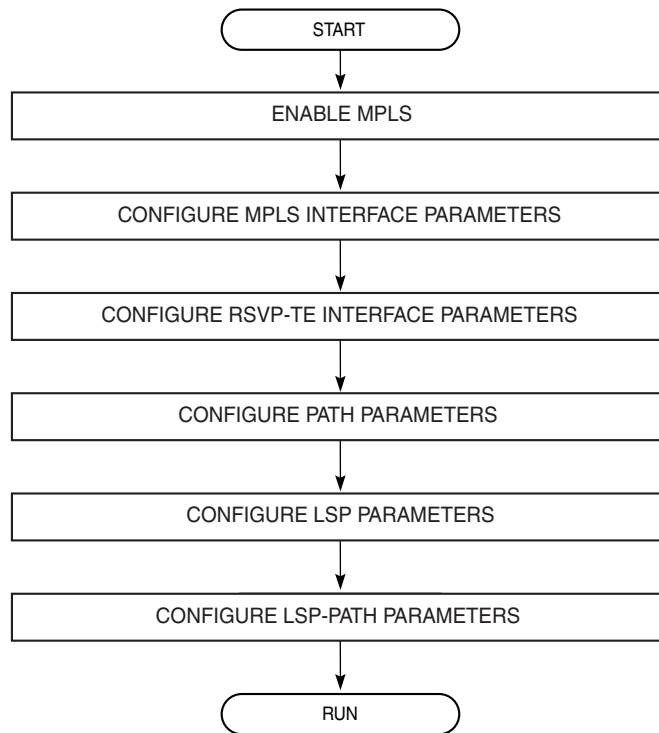 START
ENABLE MPLS
CONFIGURE MPLS INTERFACE PARAMETERS
CONFIGURE RSVP-TE INTERFACE PARAMETERS
CONFIGURE PATH PARAMETERS
CONFIGURE LSP PARAMETERS
CONFIGURE LSP-PATH PARAMETERS
RUN